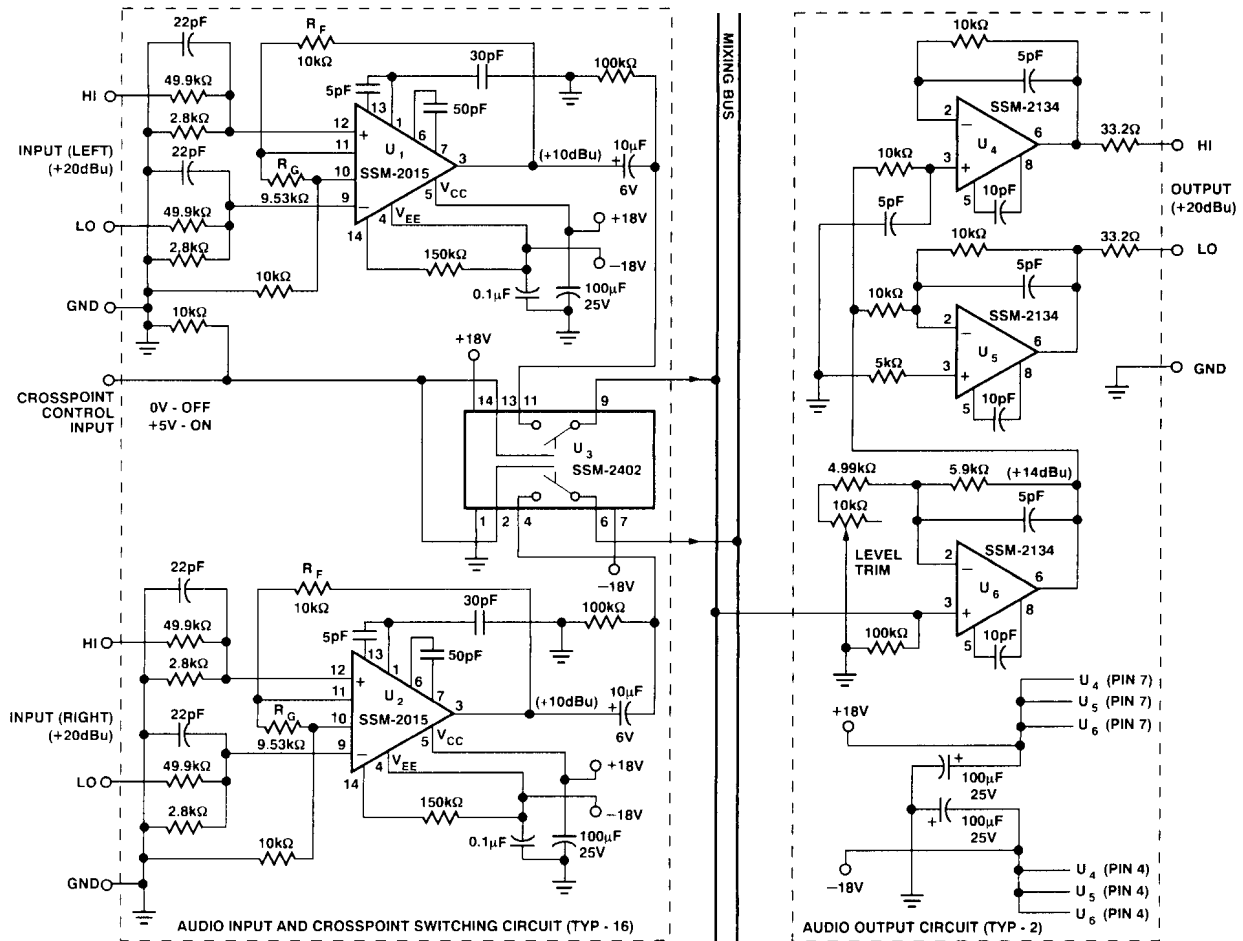 22pF
R_F
10kΩ
30pF
100kΩ
49.9kΩ
5pF
13
50pF
HI
2.8kΩ
12
+
1
6
7
INPUT (LEFT)
(+20dBu)
22pF
11
U1
3
(+10dBu)
10µF
+
6V
R_G
10
SSM-2015
9.53kΩ
9
−
5
V_CC
49.9kΩ
LO
14
4
V_EE
+18V
2.8kΩ
150kΩ
−18V
10kΩ
0.1µF
100µF
25V
GND
10kΩ
+18V
CROSSPOINT
CONTROL
INPUT
0V - OFF
+5V - ON
14
13
11
9
U3
SSM-2402
1
2
4
6
7
−18V
22pF
R_F
10kΩ
30pF
100kΩ
49.9kΩ
5pF
13
50pF
HI
2.8kΩ
12
+
1
6
7
INPUT (RIGHT)
(+20dBu)
22pF
11
U2
3
(+10dBu)
10µF
+
6V
R_G
10
SSM-2015
9.53kΩ
9
−
5
V_CC
49.9kΩ
LO
14
4
V_EE
+18V
2.8kΩ
150kΩ
−18V
10kΩ
0.1µF
100µF
25V
GND
AUDIO INPUT AND CROSSPOINT SWITCHING CIRCUIT (TYP - 16)
MIXING BUS
10kΩ
5pF
SSM-2134
2
−
U4
6
33.2Ω
HI
10kΩ
3
+
8
5
10pF
5pF
OUTPUT
(+20dBu)
10kΩ
33.2Ω
LO
5pF
10kΩ
SSM-2134
2
−
U5
6
5kΩ
3
+
8
5
10pF
GND
4.99kΩ
5.9kΩ
(+14dBu)
10kΩ
5pF
LEVEL
TRIM
SSM-2134
2
−
U6
6
3
+
8
100kΩ
5
10pF
U4 (PIN 7)
+18V
U5 (PIN 7)
U6 (PIN 7)
+
100µF
25V
+
100µF
25V
−18V
U4 (PIN 4)
U5 (PIN 4)
U6 (PIN 4)
AUDIO OUTPUT CIRCUIT (TYP - 2)